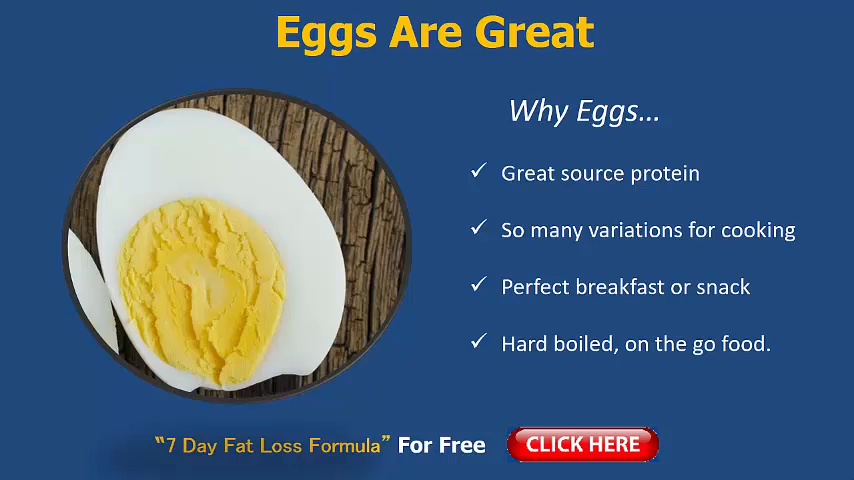 Eggs Are Great
Why Eggs...
✓ Great source protein
✓ So many variations for cooking
✓ Perfect breakfast or snack
✓ Hard boiled, on the go food.
“7 Day Fat Loss Formula” For Free CLICK HERE